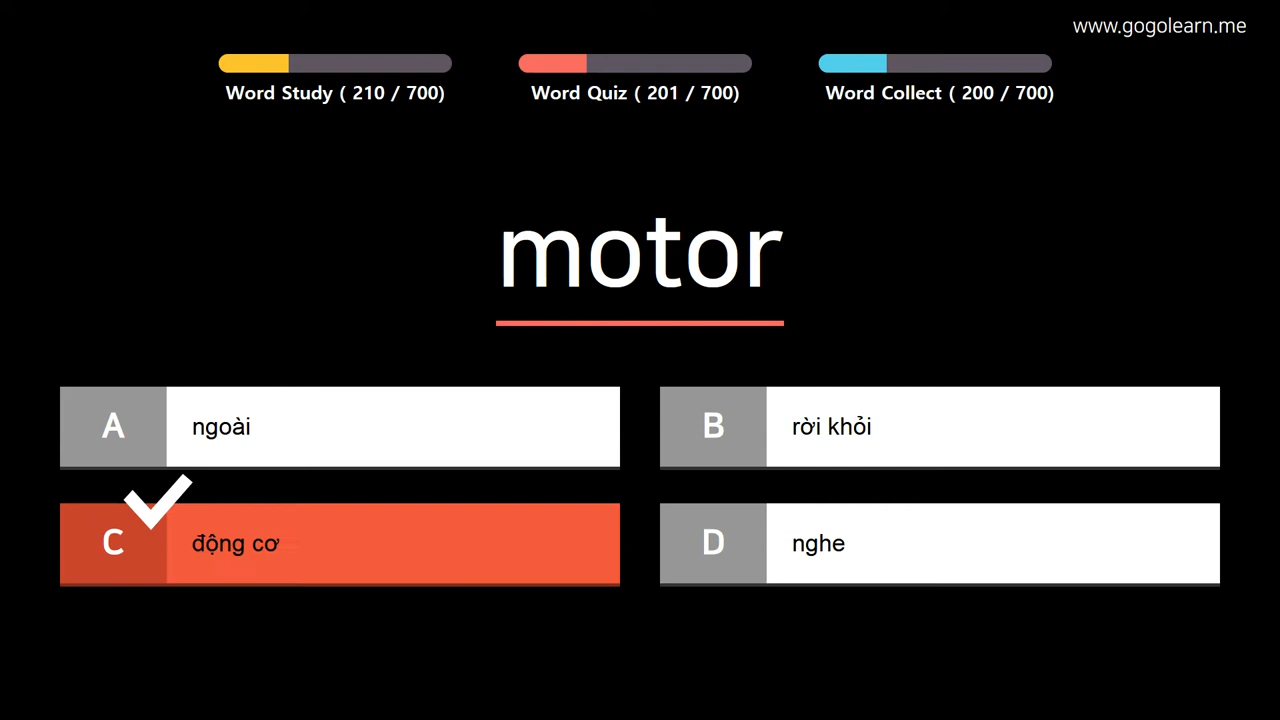 www.gogolearn.me
Word Study ( 210 / 700)
Word Quiz ( 201 / 700)
Word Collect ( 200 / 700)
motor
A ngoài
B rời khỏi
C động cơ
D nghe